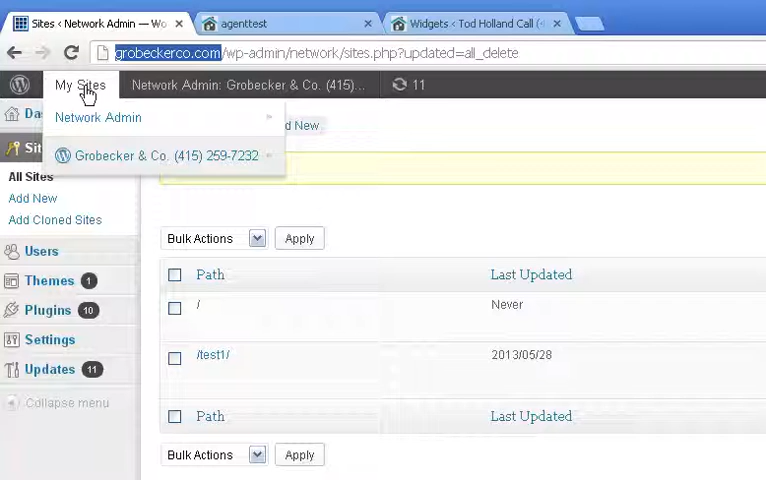 Sites < Network Admin — Wo
agenttest
Widgets < Tod Holland Call (
grobeckerco.com/wp-admin/network/sites.php?updated=all_delete
My Sites
Network Admin: Grobecker & Co. (415)...
11
Network Admin
Grobecker & Co. (415) 259-7232
Da
Sit
d New
All Sites
Add New
Add Cloned Sites
Users
Themes 1
Plugins 10
Settings
Updates 11
Collapse menu
Bulk Actions
Apply
Path
Last Updated
/
Never
/test1/
2013/05/28
Path
Last Updated
Bulk Actions
Apply